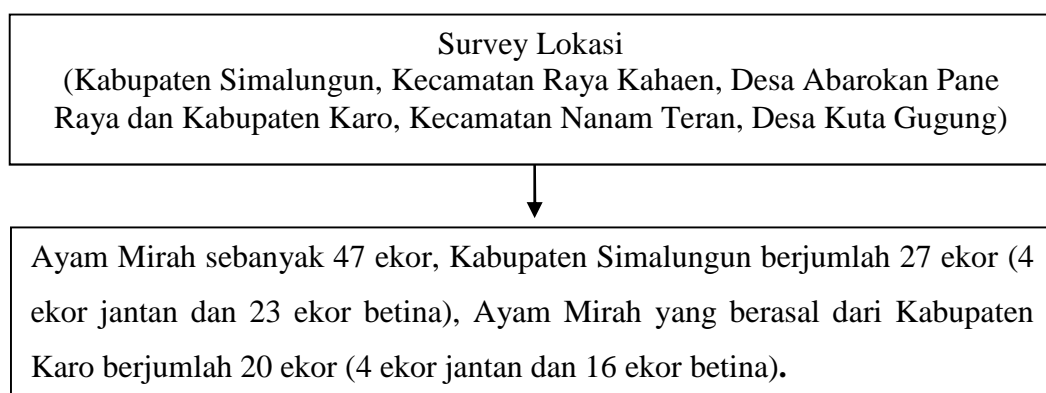 Survey Lokasi
(Kabupaten Simalungun, Kecamatan Raya Kahaen, Desa Abarokan Pane
Raya dan Kabupaten Karo, Kecamatan Nanam Teran, Desa Kuta Gugung)
Ayam Mirah sebanyak 47 ekor, Kabupaten Simalungun berjumlah 27 ekor (4
ekor jantan dan 23 ekor betina), Ayam Mirah yang berasal dari Kabupaten
Karo berjumlah 20 ekor (4 ekor jantan dan 16 ekor betina).